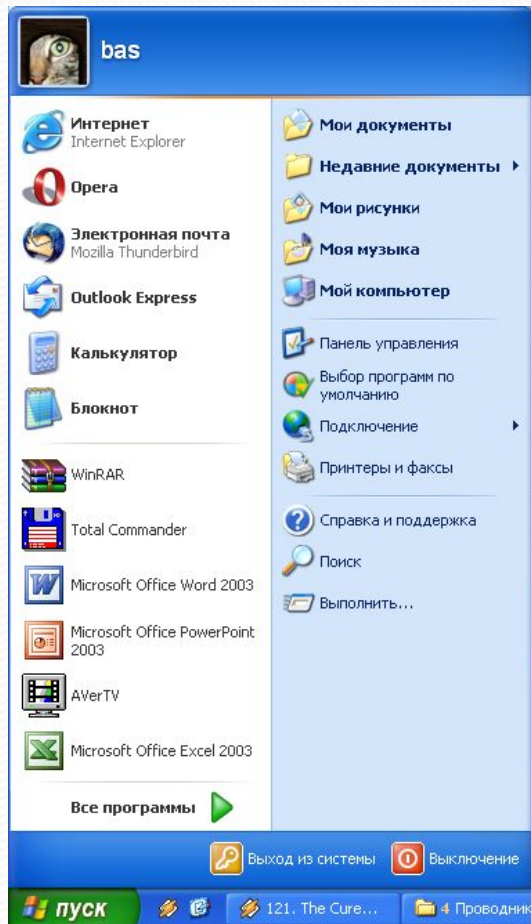 bas
Интернет
Internet Explorer
Opera
Электронная почта
Mozilla Thunderbird
Outlook Express
Калькулятор
Блокнот
WinRAR
Total Commander
Microsoft Office Word 2003
Microsoft Office PowerPoint
2003
AVerTV
Microsoft Office Excel 2003
Все программы
Мои документы
Недавние документы
Мои рисунки
Моя музыка
Мой компьютер
Панель управления
Выбор программ по
умолчанию
Подключение
Принтеры и факсы
Справка и поддержка
Поиск
Выполнить...
Выход из системы
Выключение
пуск
121. The Cure...
4 Проводник